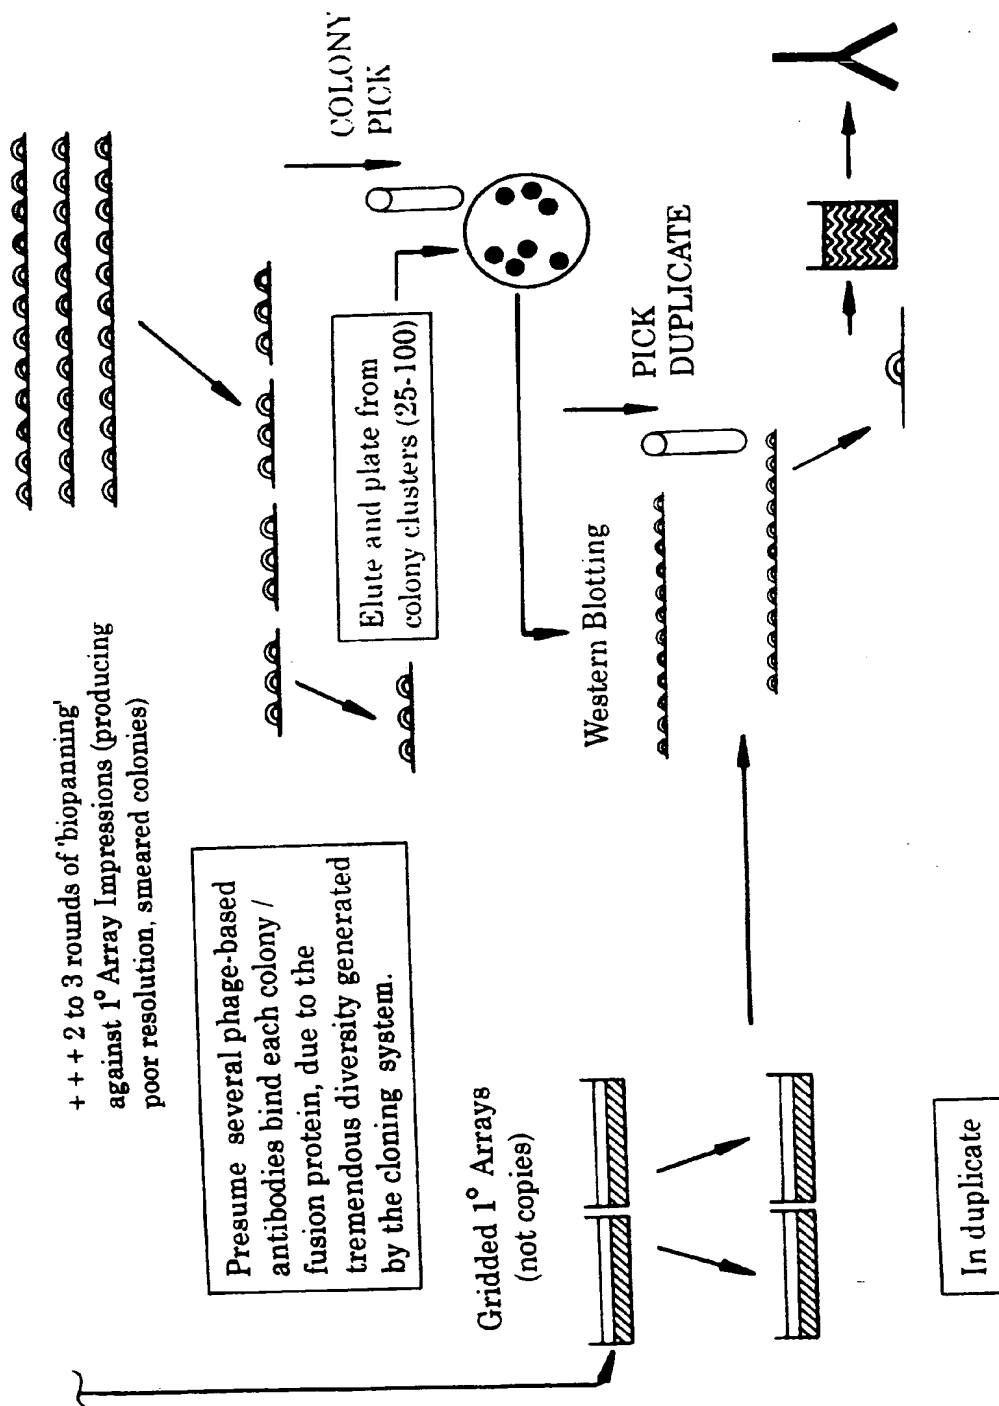 + + + 2 to 3 rounds of 'biopanning'
against 1° Array Impressions (producing
poor resolution, smeared colonies)
Presume several phage-based
antibodies bind each colony /
fusion protein, due to the
tremendous diversity generated
by the cloning system.
Elute and plate from
colony clusters (25-100)
COLONY
PICK
Gridded 1° Arrays
(not copies)
Western Blotting
PICK
DUPLICATE
In duplicate